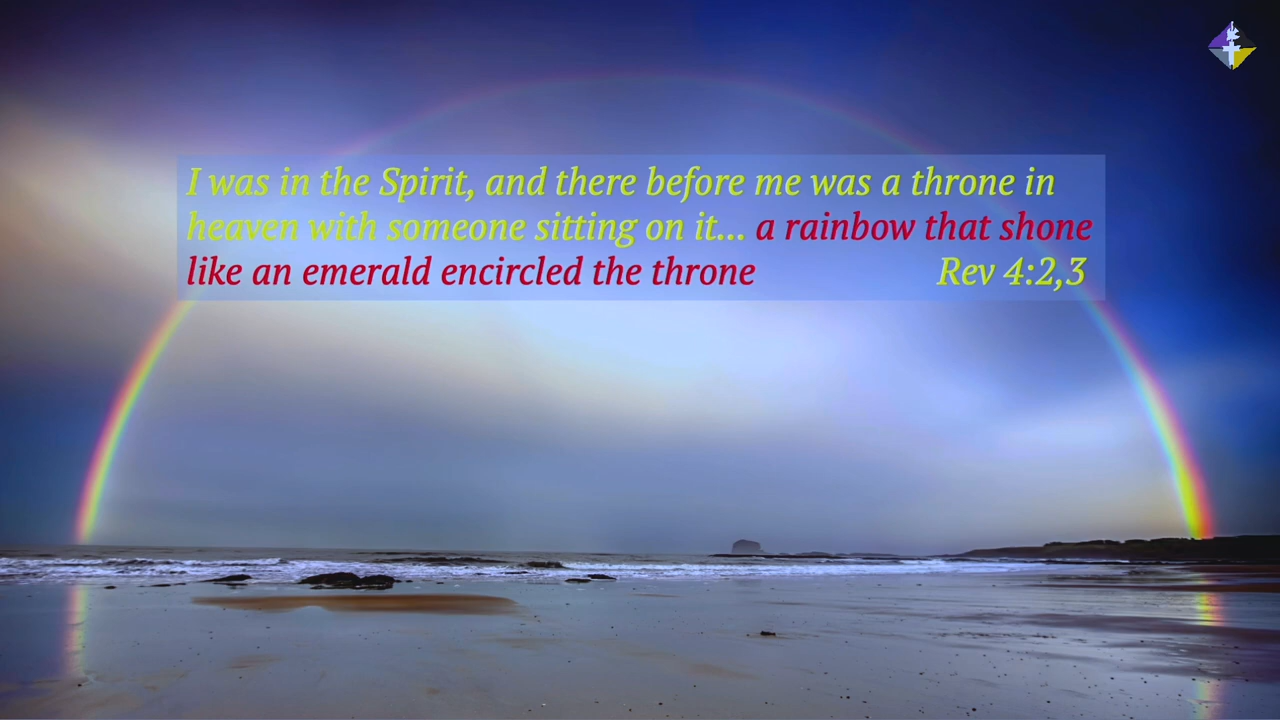 I was in the Spirit, and there before me was a throne in
heaven with someone sitting on it... a rainbow that shone
like an emerald encircled the throne Rev 4:2,3